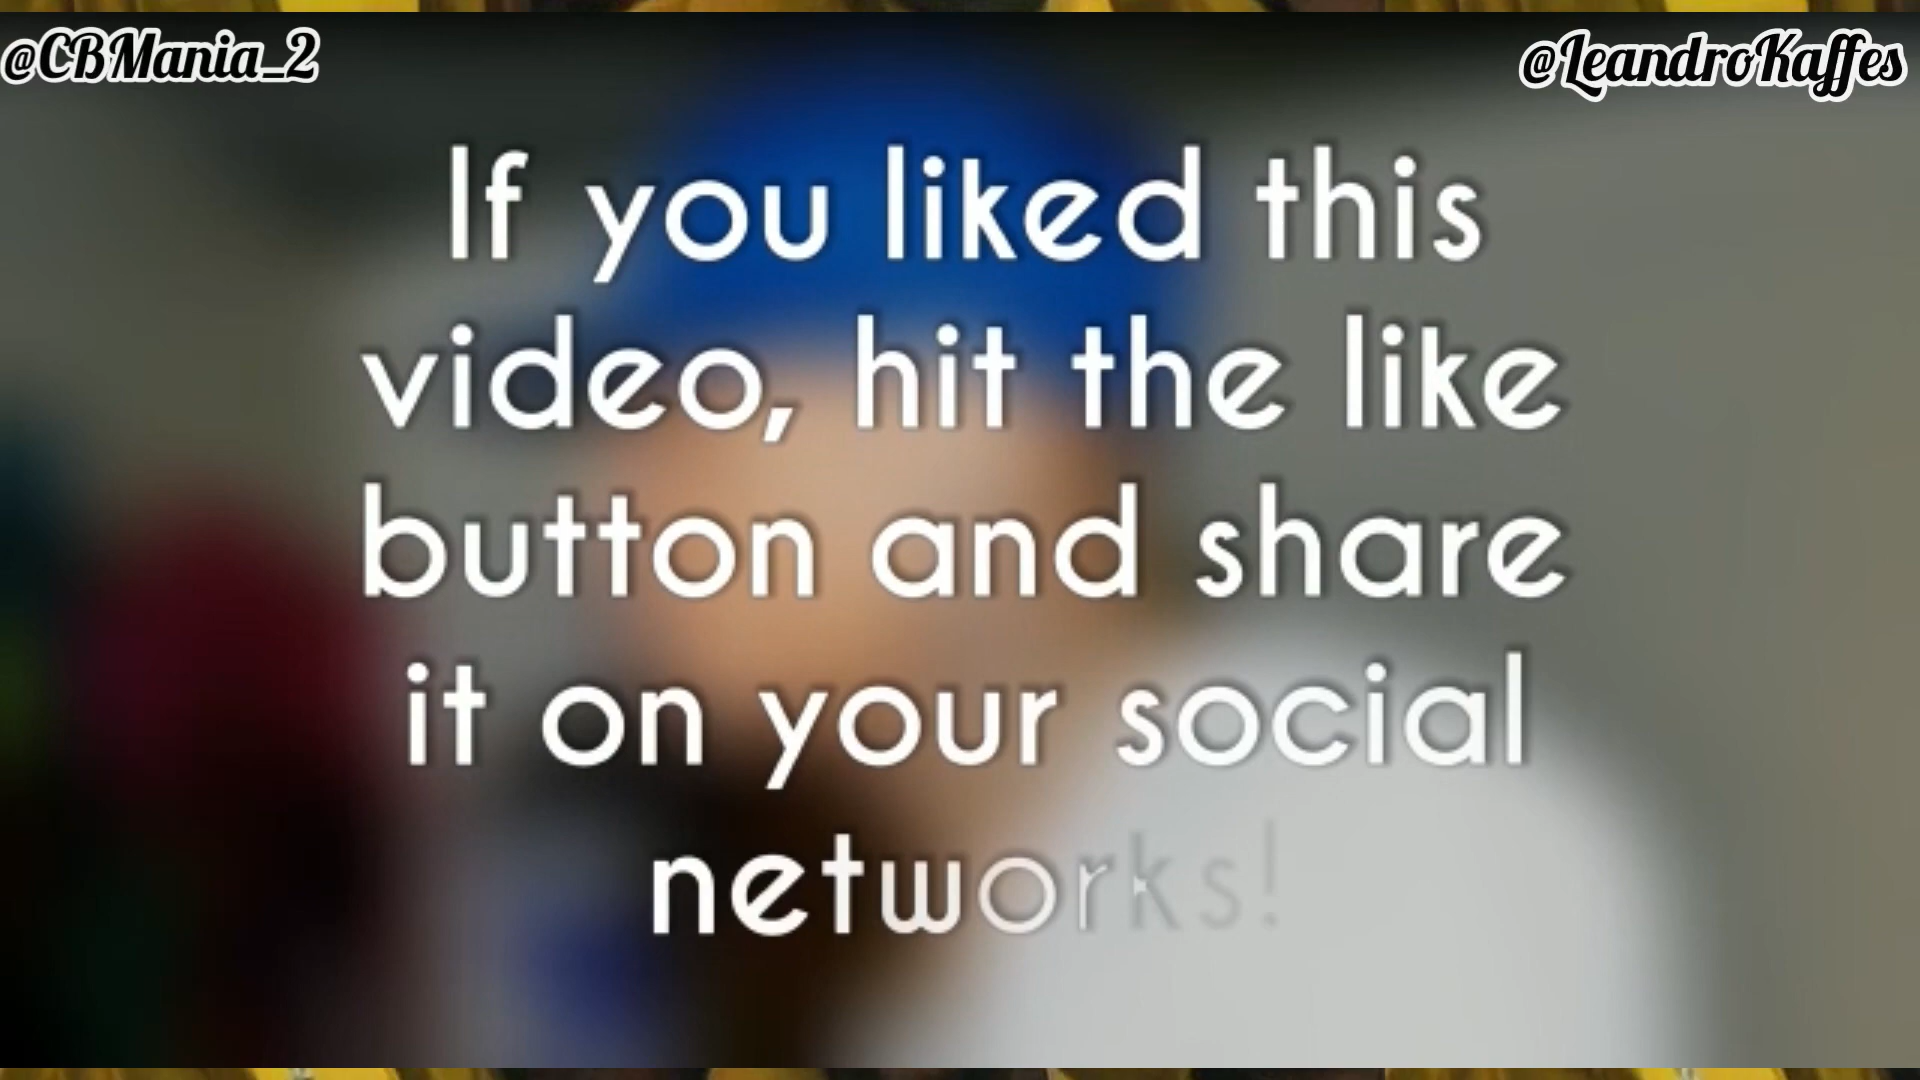 @CBMania_2
@LeandroKaffes
If you liked this
video, hit the like
button and share
it on your social
networks!